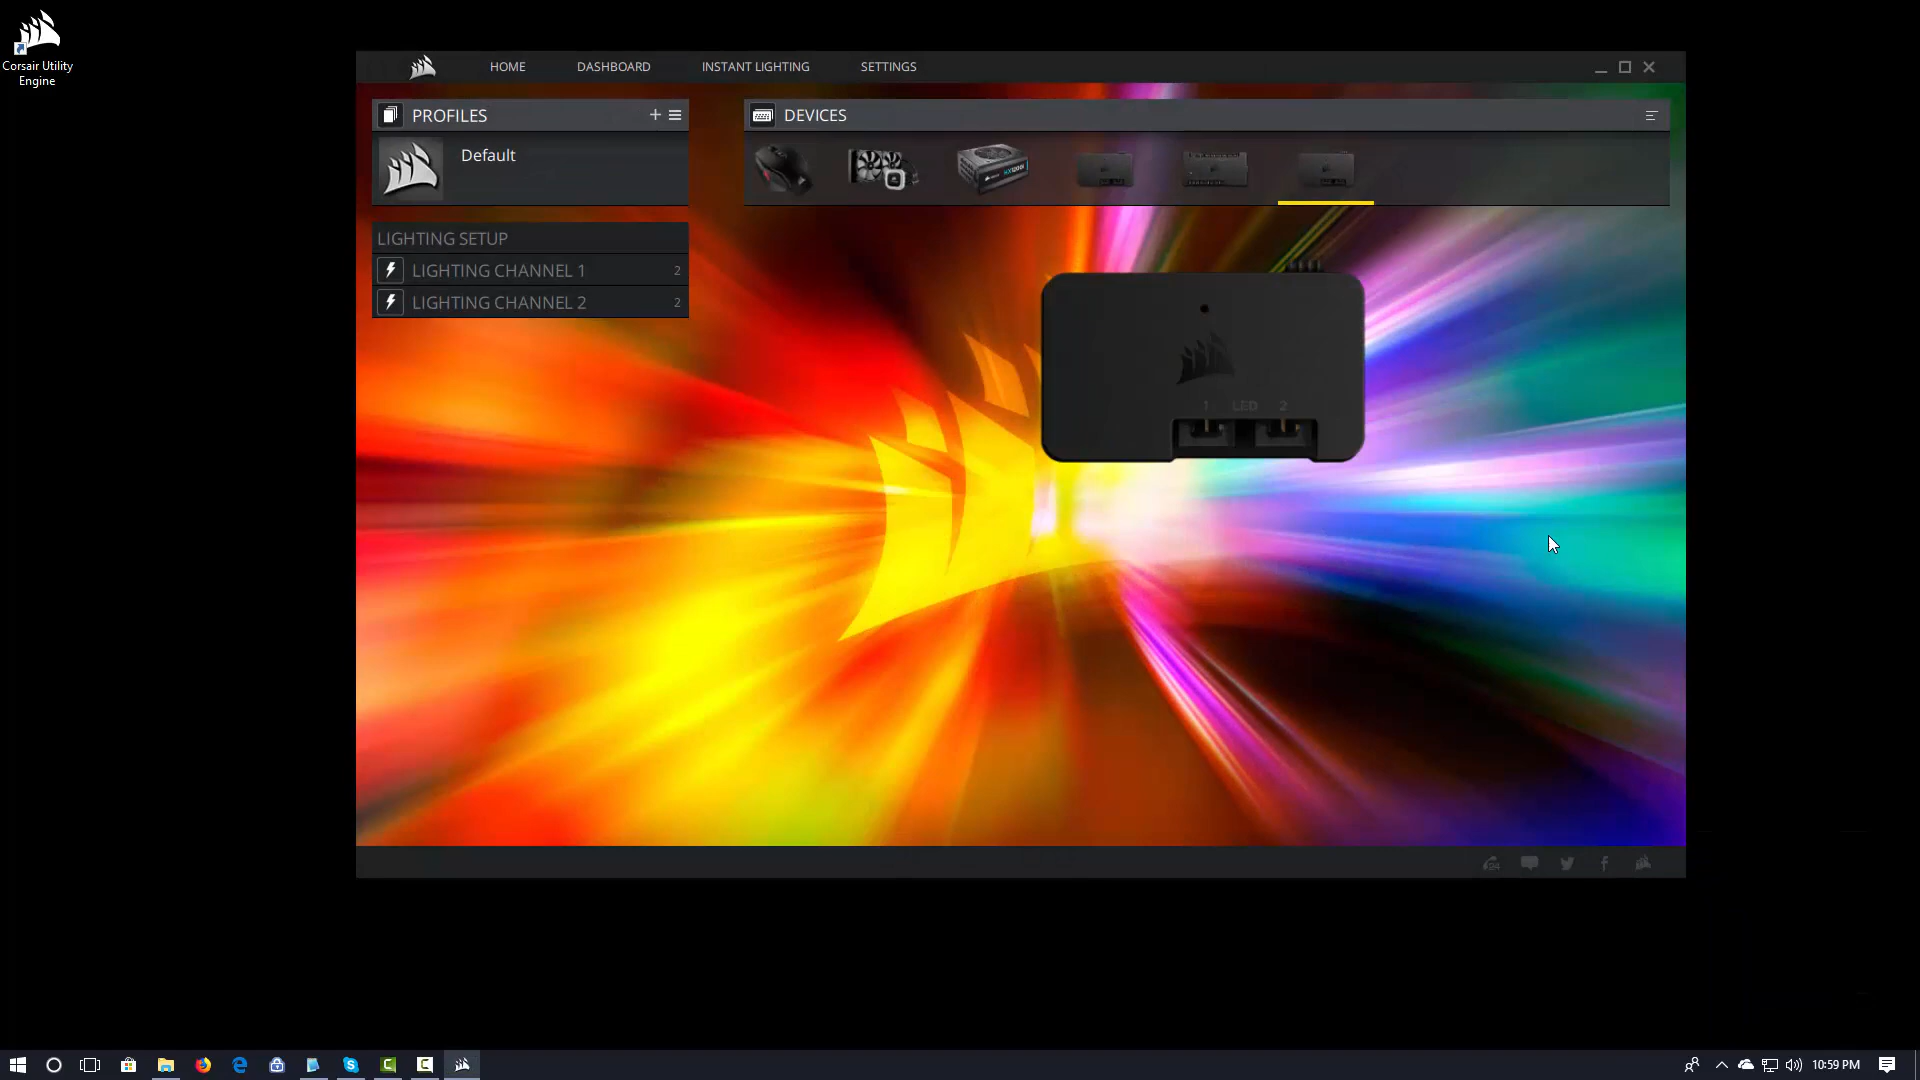 Corsair Utility
Engine
HOME DASHBOARD INSTANT LIGHTING SETTINGS
PROFILES
Default
DEVICES
LIGHTING SETUP
LIGHTING CHANNEL 1 2
LIGHTING CHANNEL 2 2
1 LED 2
24
10:59 PM